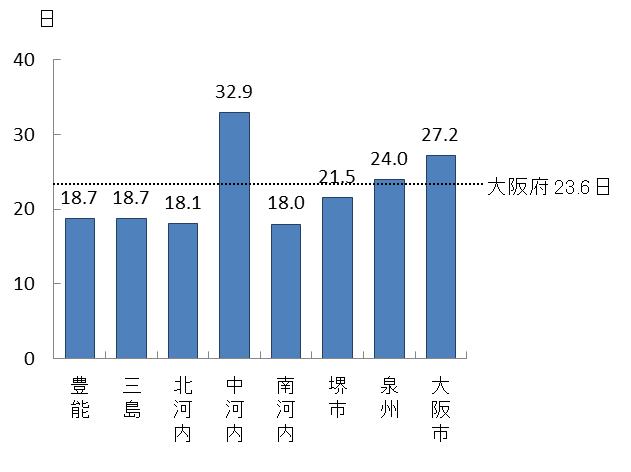 日
40
30
20
10
0
18.7
18.7
18.1
32.9
18.0
21.5
24.0
27.2
大阪府 23.6 日
豊能
三島
北河内
中河内
南河内
堺市
泉州
大阪市